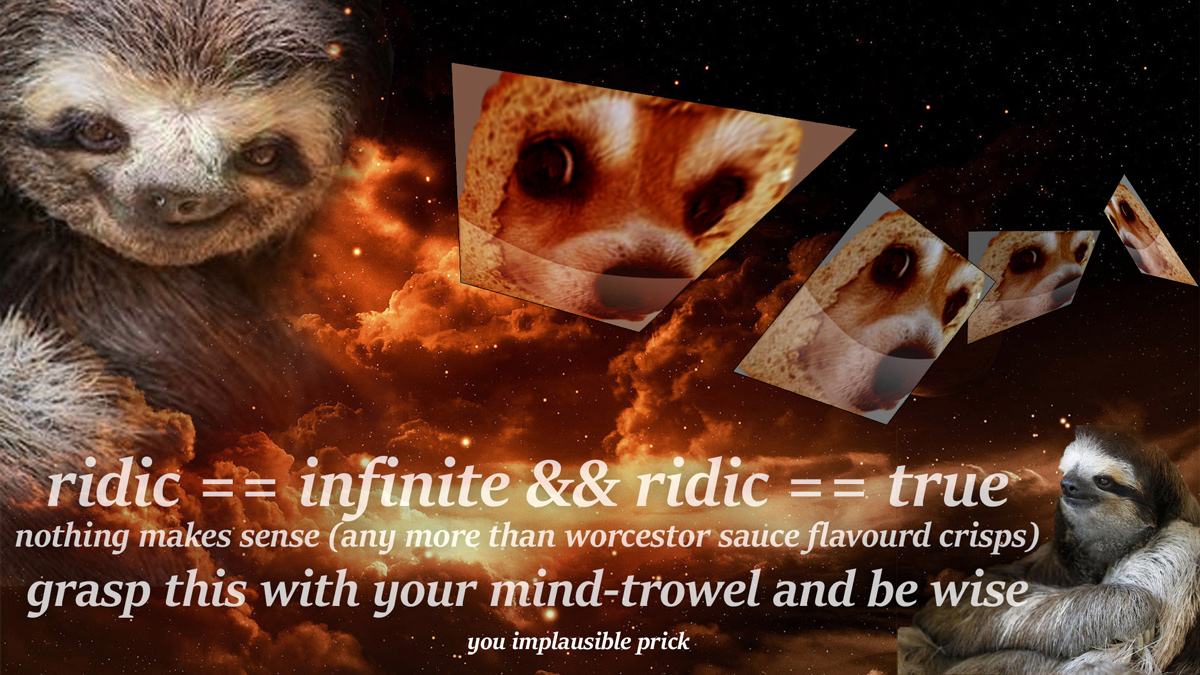 ridic == infinite && ridic == true
nothing makes sense (any more than worcestor sauce flavourd crisps)
grasp this with your mind-trowel and be wise
you implausible prick